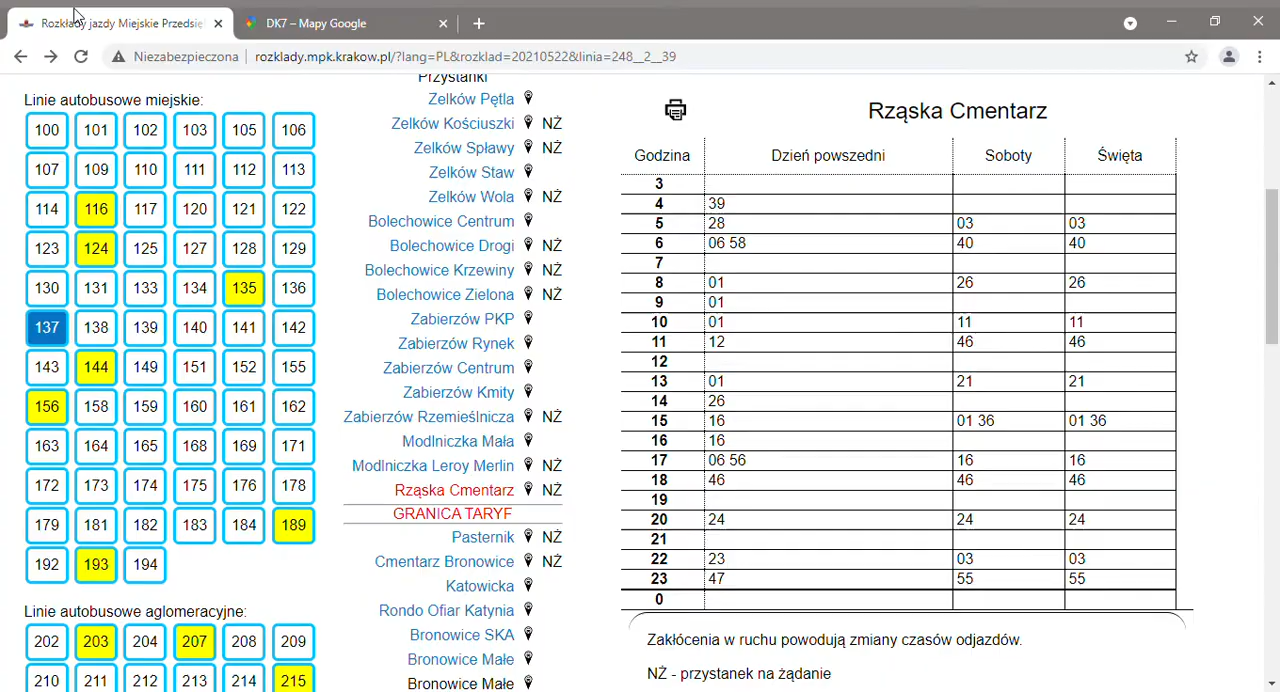 Rozkłady jazdy Miejskie Przedsię
DK7 – Mapy Google
Niezabezpieczona
rozklady.mpk.krakow.pl/?lang=PL&rozklad=20210522&linia=248__2__39
Linie autobusowe miejskie:
100 101 102 103 105 106
107 109 110 111 112 113
114 116 117 120 121 122
123 124 125 127 128 129
130 131 133 134 135 136
137 138 139 140 141 142
143 144 149 151 152 155
156 158 159 160 161 162
163 164 165 168 169 171
172 173 174 175 176 178
179 181 182 183 184 189
192 193 194
Linie autobusowe aglomeracyjne:
202 203 204 207 208 209
210 211 212 213 214 215
Przystanki
Zelków Pętla
Zelków Kościuszki NŻ
Zelków Spławy NŻ
Zelków Staw
Zelków Wola NŻ
Bolechowice Centrum
Bolechowice Drogi NŻ
Bolechowice Krzewiny NŻ
Bolechowice Zielona NŻ
Zabierzów PKP
Zabierzów Rynek
Zabierzów Centrum
Zabierzów Kmity
Zabierzów Rzemieślnicza NŻ
Modlniczka Mała
Modlniczka Leroy Merlin NŻ
Rząska Cmentarz NŻ
GRANICA TARYF
Pasternik NŻ
Cmentarz Bronowice NŻ
Katowicka
Rondo Ofiar Katynia
Bronowice SKA
Bronowice Małe
Bronowice Małe
Rząska Cmentarz
Godzina Dzień powszedni Soboty Święta
3
4 39
5 28 03 03
6 06 58 40 40
7
8 01 26 26
9 01
10 01 11 11
11 12 46 46
12
13 01 21 21
14 26
15 16 01 36 01 36
16 16
17 06 56 16 16
18 46 46 46
19
20 24 24 24
21
22 23 03 03
23 47 55 55
0
Zakłócenia w ruchu powodują zmiany czasów odjazdów.
NŻ - przystanek na żądanie